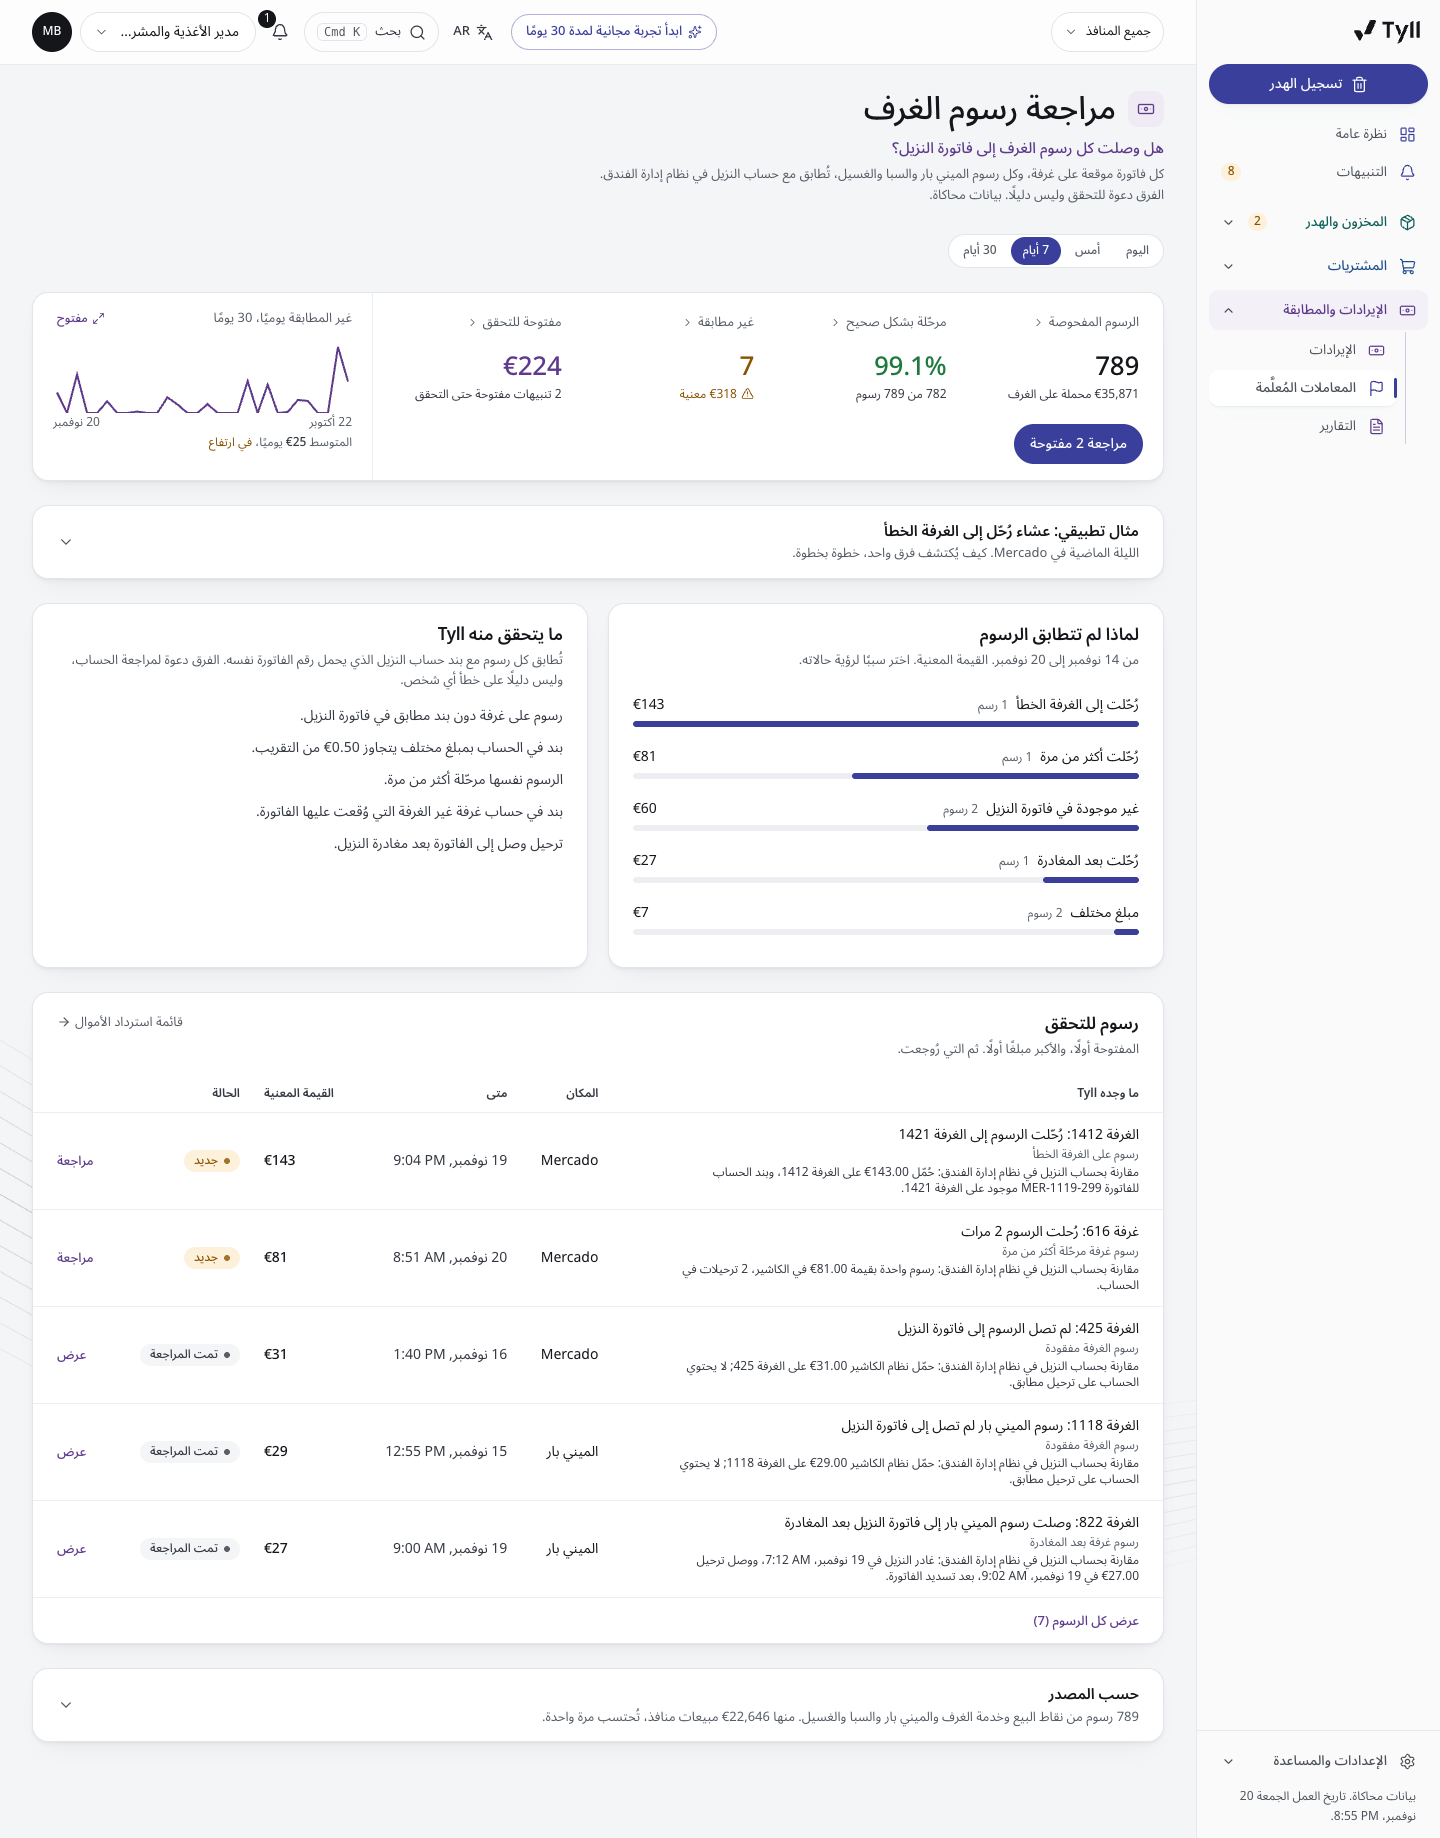 Tyll
تسجيل الهدر
نظرة عامة
التنبيهات 8
المخزون والهدر 2
المشتريات
الإيرادات والمطابقة
الإيرادات
المعاملات المُعلَّمة
التقارير
الإعدادات والمساعدة
بيانات محاكاة. تاريخ العمل الجمعة 20
نوفمبر، 8:55 PM.
جميع المنافذ
ابدأ تجربة مجانية لمدة 30 يومًا
AR
بحث Cmd K
1
مدير الأغذية والمشر...
MB
مراجعة رسوم الغرف
هل وصلت كل رسوم الغرف إلى فاتورة النزيل؟
كل فاتورة موقعة على غرفة، وكل رسوم الميني بار والسبا والغسيل، تُطابق مع حساب النزيل في نظام إدارة الفندق.
الفرق دعوة للتحقق وليس دليلًا. بيانات محاكاة.
اليوم أمس 7 أيام 30 أيام
الرسوم المفحوصة
789
€35,871 محملة على الغرف
مرحّلة بشكل صحيح
99.1%
782 من 789 رسوم
غير مطابقة
7
€318 معنية
مفتوحة للتحقق
€224
2 تنبيهات مفتوحة حتى التحقق
مراجعة 2 مفتوحة
غير المطابقة يوميًا، 30 يومًا مفتوح
22 أكتوبر 20 نوفمبر
المتوسط €25 يوميًا، في ارتفاع
مثال تطبيقي: عشاء رُحّل إلى الغرفة الخطأ
الليلة الماضية في Mercado. كيف يُكتشف فرق واحد، خطوة بخطوة.
لماذا لم تتطابق الرسوم
من 14 نوفمبر إلى 20 نوفمبر. القيمة المعنية. اختر سببًا لرؤية حالاته.
رُحّلت إلى الغرفة الخطأ 1 رسم €143
رُحّلت أكثر من مرة 1 رسم €81
غير موجودة في فاتورة النزيل 2 رسوم €60
رُحّلت بعد المغادرة 1 رسم €27
مبلغ مختلف 2 رسوم €7
ما يتحقق منه Tyll
تُطابق كل رسوم مع بند حساب النزيل الذي يحمل رقم الفاتورة نفسه. الفرق دعوة لمراجعة الحساب،
وليس دليلًا على خطأ أي شخص.
رسوم على غرفة دون بند مطابق في فاتورة النزيل.
بند في الحساب بمبلغ مختلف يتجاوز €0.50 من التقريب.
الرسوم نفسها مرحّلة أكثر من مرة.
بند في حساب غرفة غير الغرفة التي وُقعت عليها الفاتورة.
ترحيل وصل إلى الفاتورة بعد مغادرة النزيل.
رسوم للتحقق
قائمة استرداد الأموال
المفتوحة أولًا، والأكبر مبلغًا أولًا. ثم التي رُوجعت.
ما وجده Tyll المكان متى القيمة المعنية الحالة
الغرفة 1412: رُحّلت الرسوم إلى الغرفة 1421
رسوم على الغرفة الخطأ
مقارنة بحساب النزيل في نظام إدارة الفندق: حُمّل €143.00 على الغرفة 1412، وبند الحساب
للفاتورة MER-1119-299 موجود على الغرفة 1421.
Mercado 19 نوفمبر, 9:04 PM €143 جديد مراجعة
غرفة 616: رُحلت الرسوم 2 مرات
رسوم غرفة مرحّلة أكثر من مرة
مقارنة بحساب النزيل في نظام إدارة الفندق: رسوم واحدة بقيمة €81.00 في الكاشير، 2 ترحيلات في
الحساب.
Mercado 20 نوفمبر, 8:51 AM €81 جديد مراجعة
الغرفة 425: لم تصل الرسوم إلى فاتورة النزيل
رسوم الغرفة مفقودة
مقارنة بحساب النزيل في نظام إدارة الفندق: حمّل نظام الكاشير €31.00 على الغرفة 425; لا يحتوي
الحساب على ترحيل مطابق.
Mercado 16 نوفمبر, 1:40 PM €31 تمت المراجعة عرض
الغرفة 1118: رسوم الميني بار لم تصل إلى فاتورة النزيل
رسوم الغرفة مفقودة
مقارنة بحساب النزيل في نظام إدارة الفندق: حمّل نظام الكاشير €29.00 على الغرفة 1118; لا يحتوي
الحساب على ترحيل مطابق.
الميني بار 15 نوفمبر, 12:55 PM €29 تمت المراجعة عرض
الغرفة 822: وصلت رسوم الميني بار إلى فاتورة النزيل بعد المغادرة
رسوم غرفة بعد المغادرة
مقارنة بحساب النزيل في نظام إدارة الفندق: غادر النزيل في 19 نوفمبر، 7:12 AM، ووصل ترحيل
€27.00 في 19 نوفمبر، 9:02 AM، بعد تسديد الفاتورة.
الميني بار 19 نوفمبر, 9:00 AM €27 تمت المراجعة عرض
عرض كل الرسوم (7)
حسب المصدر
789 رسوم من نقاط البيع وخدمة الغرف والميني بار والسبا والغسيل. منها €22,646 مبيعات منافذ، تُحتسب مرة واحدة.